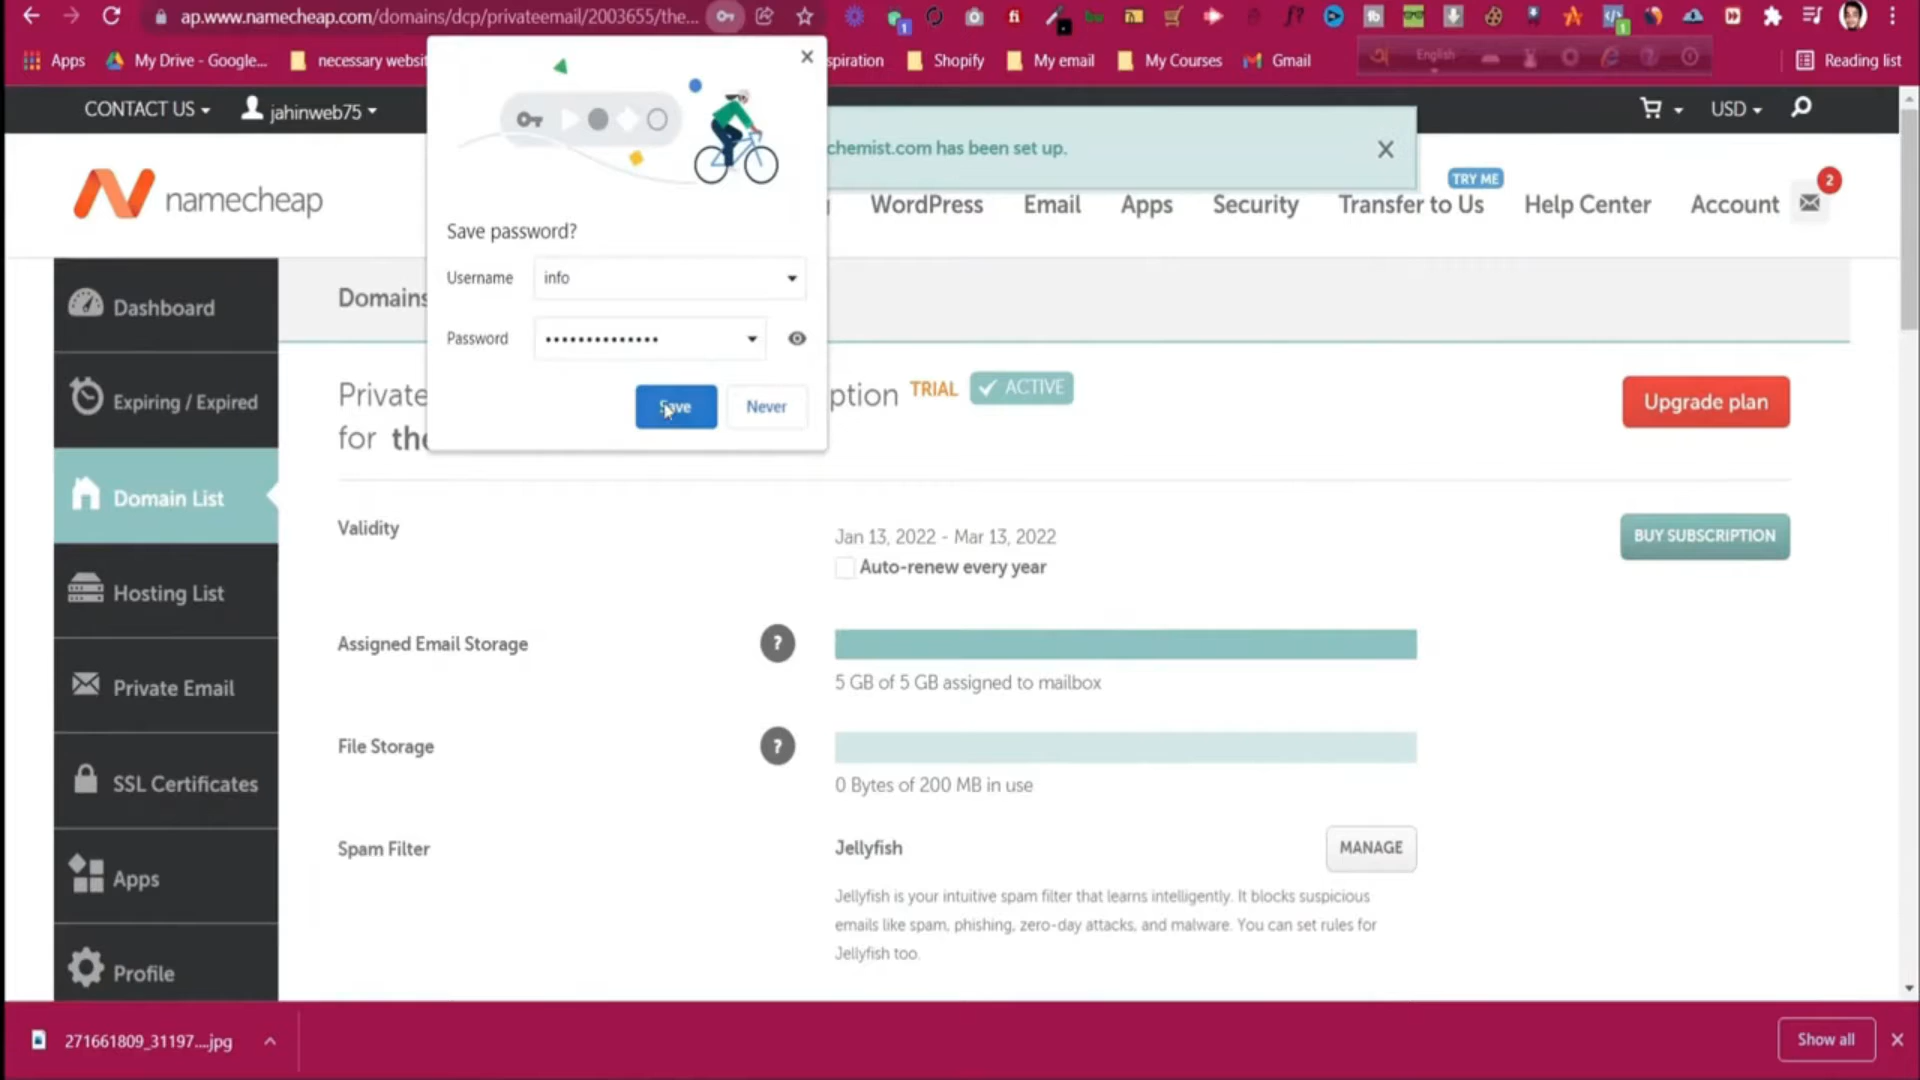 ap.www.namecheap.com/domains/dcp/privateemail/2003655/the...
Apps
My Drive - Google...
necessary websi
spiration
Shopify
My email
My Courses
Gmail
English
Reading list
CONTACT US
jahinweb75
USD
chemist.com has been set up.
namecheap
WordPress
Email
Apps
Security
TRY ME
Transfer to Us
Help Center
Account
2
Save password?
Username
info
Password
Save
Never
Dashboard
Expiring / Expired
Domain List
Hosting List
Private Email
SSL Certificates
Apps
Profile
Domains
Private
ption TRIAL ACTIVE
for the
Upgrade plan
Validity
Jan 13, 2022 - Mar 13, 2022
Auto-renew every year
BUY SUBSCRIPTION
Assigned Email Storage
?
5 GB of 5 GB assigned to mailbox
File Storage
?
0 Bytes of 200 MB in use
Spam Filter
Jellyfish
MANAGE
Jellyfish is your intuitive spam filter that learns intelligently. It blocks suspicious
emails like spam, phishing, zero-day attacks, and malware. You can set rules for
Jellyfish too.
271661809_31197....jpg
Show all